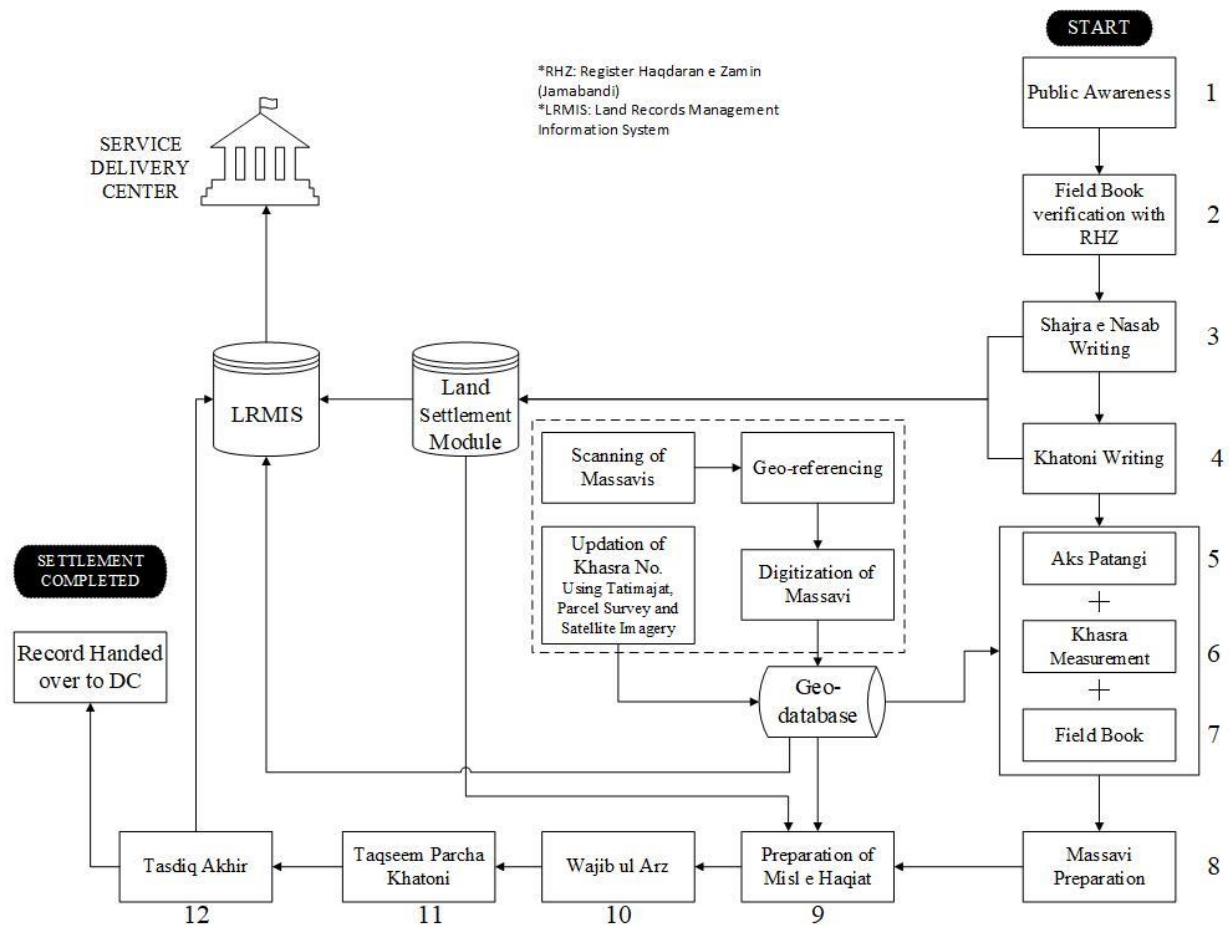 START
*RHZ: Register Haqdaran e Zamin
(Jamabandi)
*LRMIS: Land Records Management
Information System
Public Awareness
1
SERVICE
DELIVERY
CENTER
Field Book
verification with
RHZ
2
Shajra e Nasab
Writing
3
LRMIS
Land
Settlement
Module
Scanning of
Massavis
Geo-referencing
Khatoni Writing
4
SETTLEMENT
COMPLETED
Updation of
Khasra No.
Using Tatimajat,
Parcel Survey and
Satellite Imagery
Digitization of
Massavi
Aks Patangi
5
+
Khasra
Measurement
6
+
Field Book
7
Record Handed
over to DC
Geo-
database
Tasdiq Akhir
12
Taqseem Parcha
Khatoni
11
Wajib ul Arz
10
Preparation of
Misl e Haqiat
9
Massavi
Preparation
8